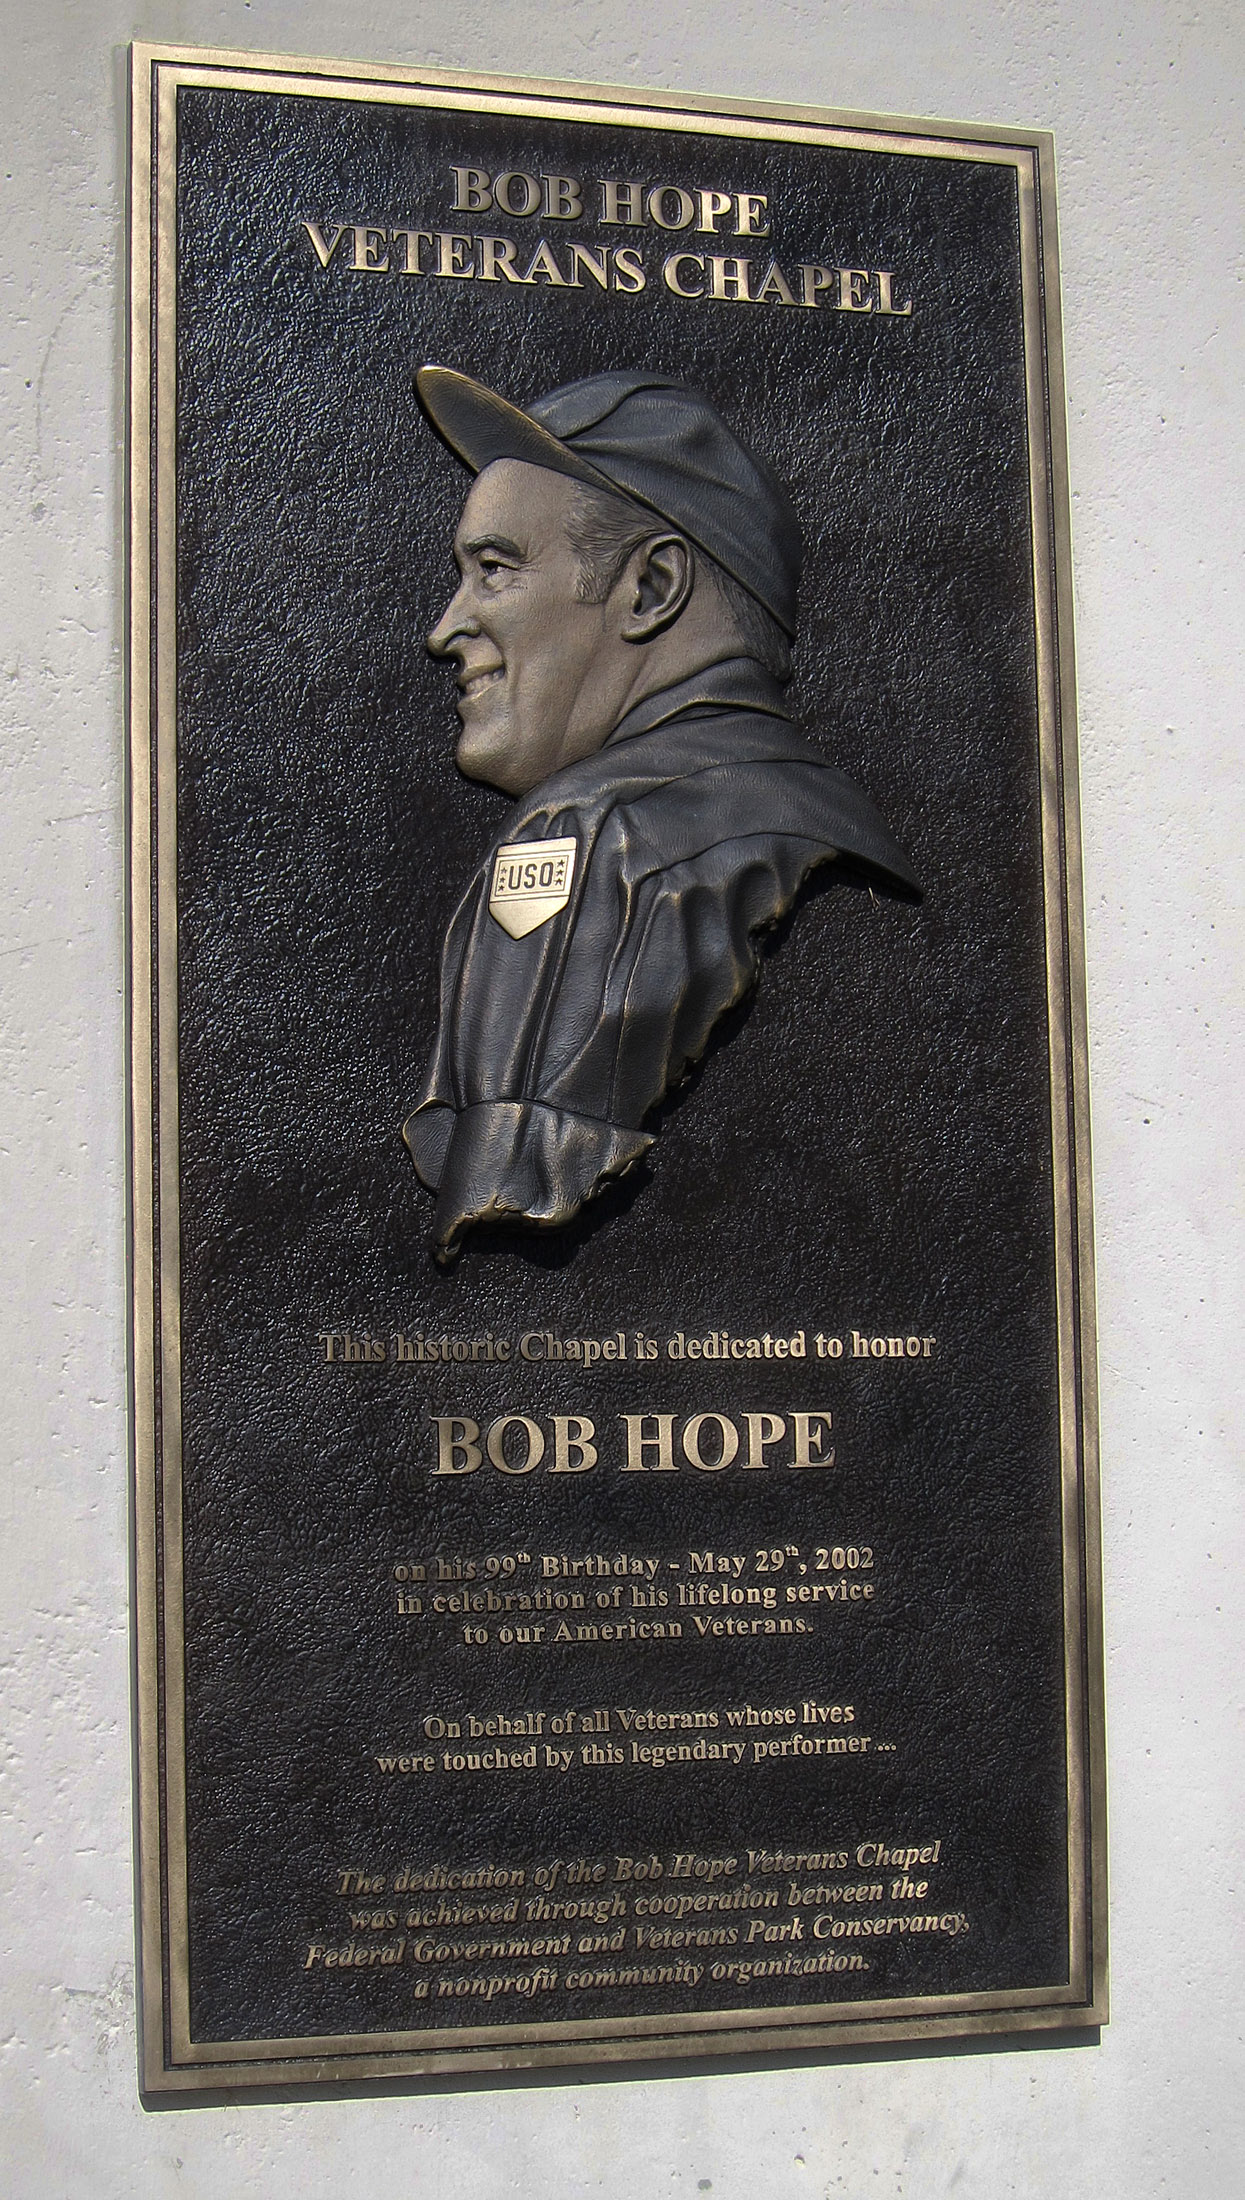 BOB HOPE
VETERANS CHAPEL
USO
This historic Chapel is dedicated to honor
BOB HOPE
on his 99th Birthday - May 29th, 2002
in celebration of his lifelong service
to our American Veterans.
On behalf of all Veterans whose lives
were touched by this legendary performer ...
The dedication of the Bob Hope Veterans Chapel
was achieved through cooperation between the
Federal Government and Veterans Park Conservancy,
a nonprofit community organization.